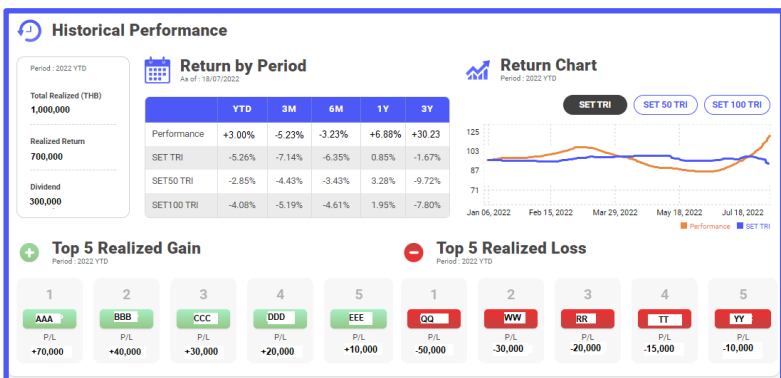 Historical Performance
Period : 2022 YTD
Total Realized (THB)
1,000,000
Realized Return
700,000
Dividend
300,000
Return by Period
As of : 18/07/2022
YTD 3M 6M 1Y 3Y
Performance +3.00% -5.23% -3.23% +6.88% +30.23
SET TRI -5.26% -7.14% -6.35% 0.85% -1.67%
SET50 TRI -2.85% -4.43% -3.43% 3.28% -9.72%
SET100 TRI -4.08% -5.19% -4.61% 1.95% -7.80%
Return Chart
Period : 2022 YTD
SET TRI SET 50 TRI SET 100 TRI
125
103
87
71
Jan 06, 2022 Feb 15, 2022 Mar 29, 2022 May 18, 2022 Jul 18, 2022
Performance SET TRI
Top 5 Realized Gain
Period : 2022 YTD
1 2 3 4 5
AAA BBB CCC DDD EEE
P/L P/L P/L P/L P/L
+70,000 +40,000 +30,000 +20,000 +10,000
Top 5 Realized Loss
Period : 2022 YTD
1 2 3 4 5
QQ WW RR TT YY
P/L P/L P/L P/L P/L
-50,000 -30,000 -20,000 -15,000 -10,000